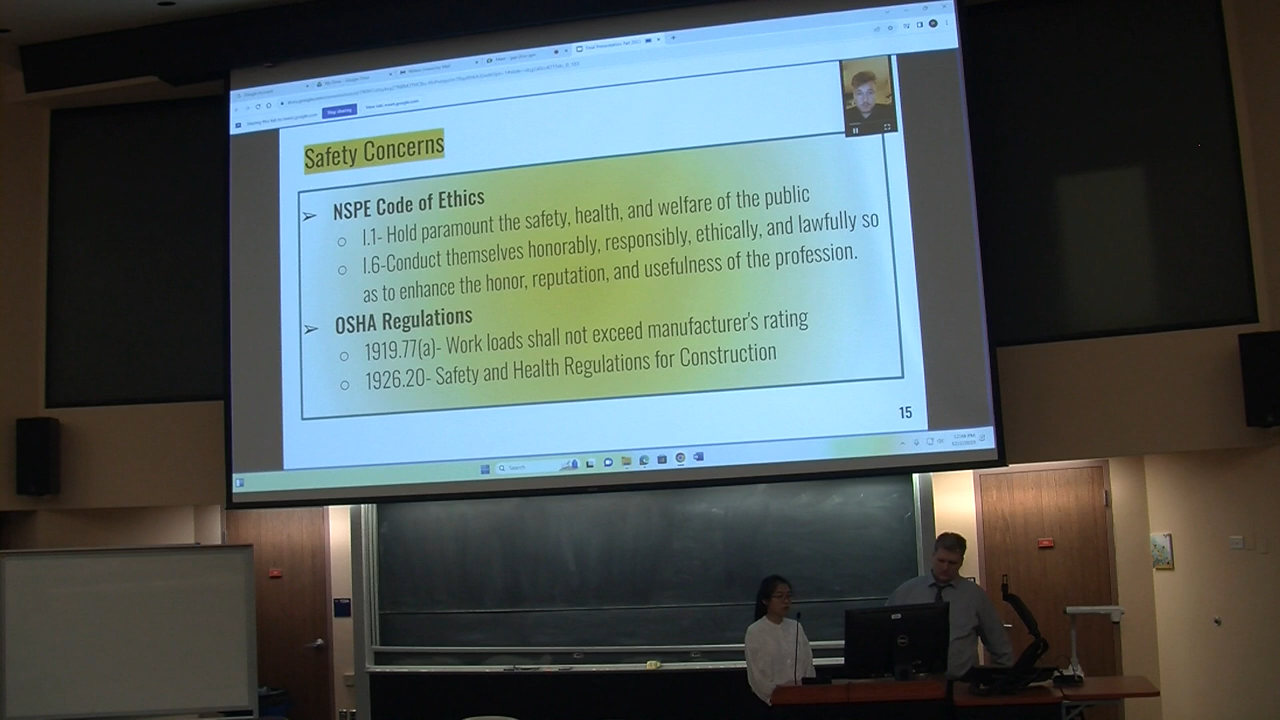 Safety Concerns
➢ NSPE Code of Ethics
○ I.1- Hold paramount the safety, health, and welfare of the public
○ I.6-Conduct themselves honorably, responsibly, ethically, and lawfully so
as to enhance the honor, reputation, and usefulness of the profession.
➢ OSHA Regulations
○ 1919.77(a)- Work loads shall not exceed manufacturer's rating
○ 1926.20- Safety and Health Regulations for Construction
15
Search
DELL